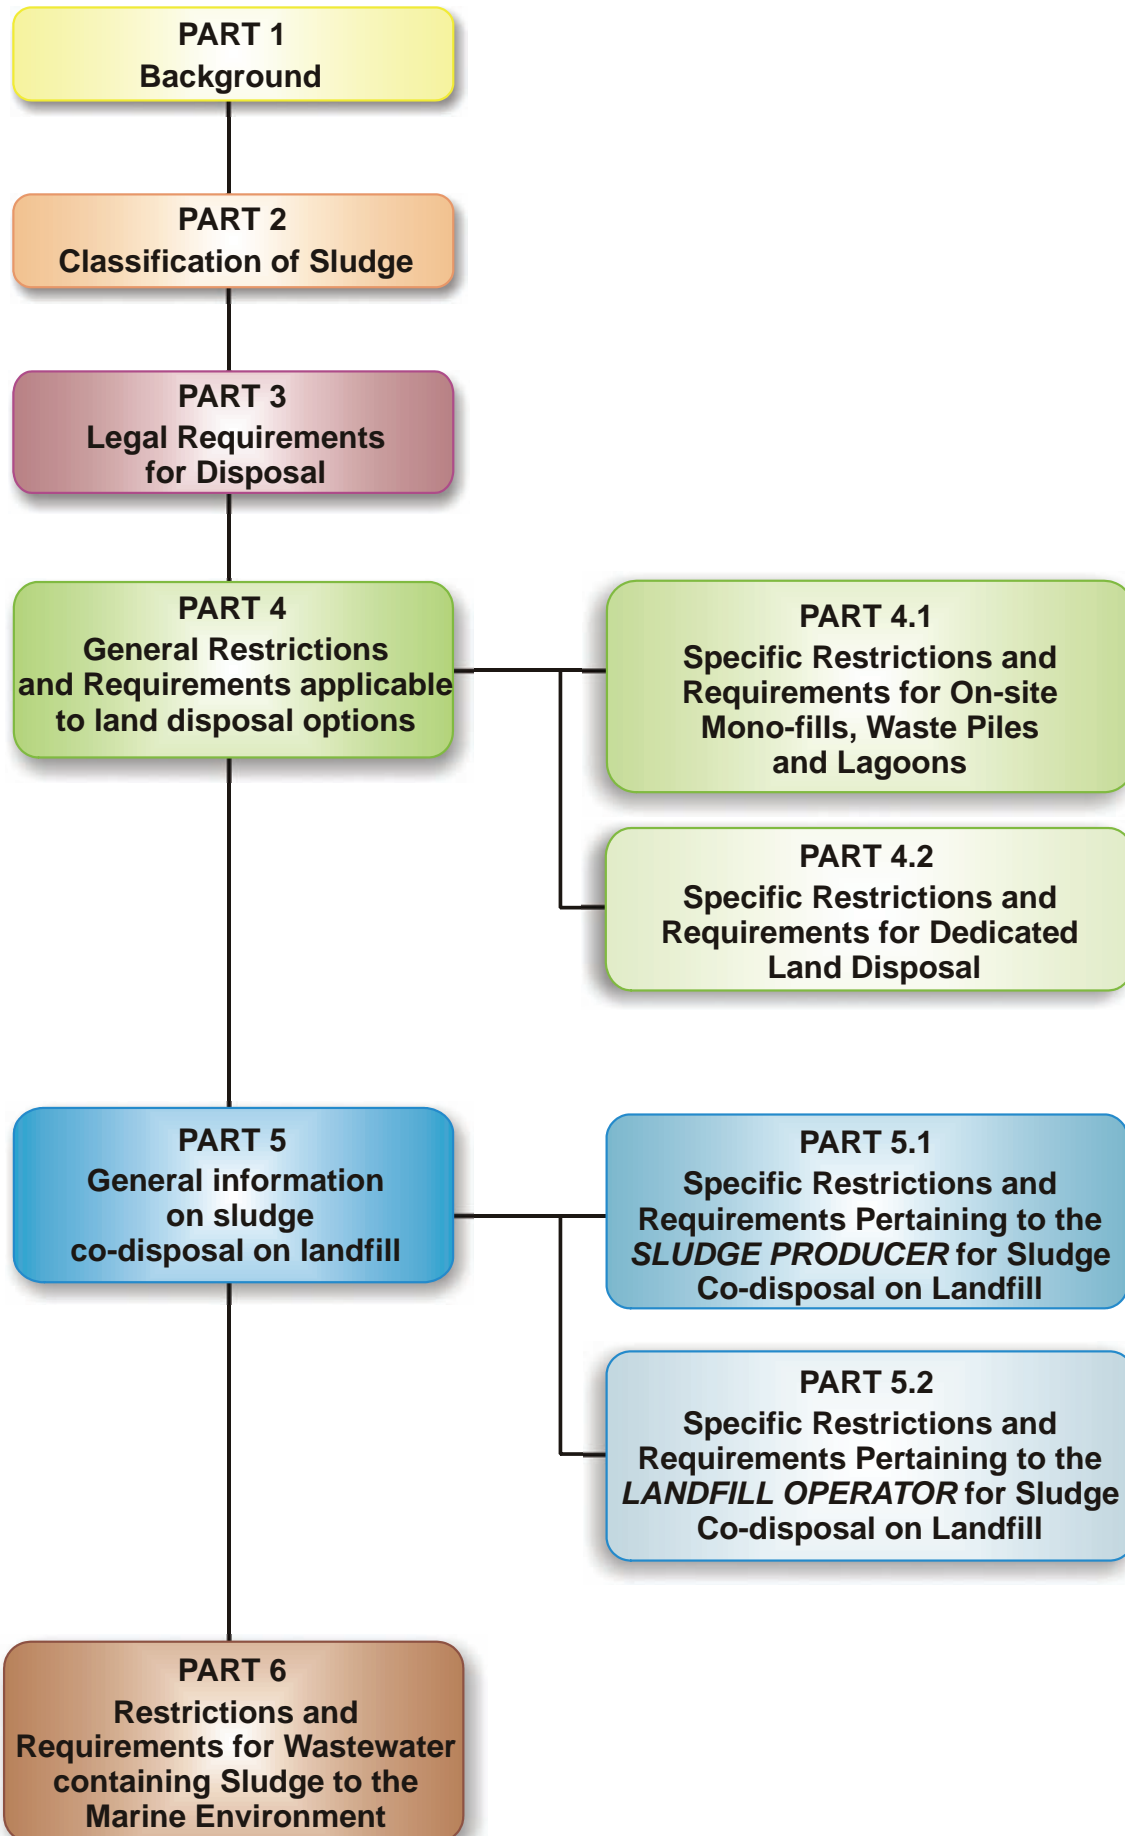 PART 1
Background
PART 2
Classification of Sludge
PART 3
Legal Requirements
for Disposal
PART 4
General Restrictions
and Requirements applicable
to land disposal options
PART 4.1
Specific Restrictions and
Requirements for On-site
Mono-fills, Waste Piles
and Lagoons
PART 4.2
Specific Restrictions and
Requirements for Dedicated
Land Disposal
PART 5
General information
on sludge
co-disposal on landfill
PART 5.1
Specific Restrictions and
Requirements Pertaining to the
SLUDGE PRODUCER for Sludge
Co-disposal on Landfill
PART 5.2
Specific Restrictions and
Requirements Pertaining to the
LANDFILL OPERATOR for Sludge
Co-disposal on Landfill
PART 6
Restrictions and
Requirements for Wastewater
containing Sludge to the
Marine Environment